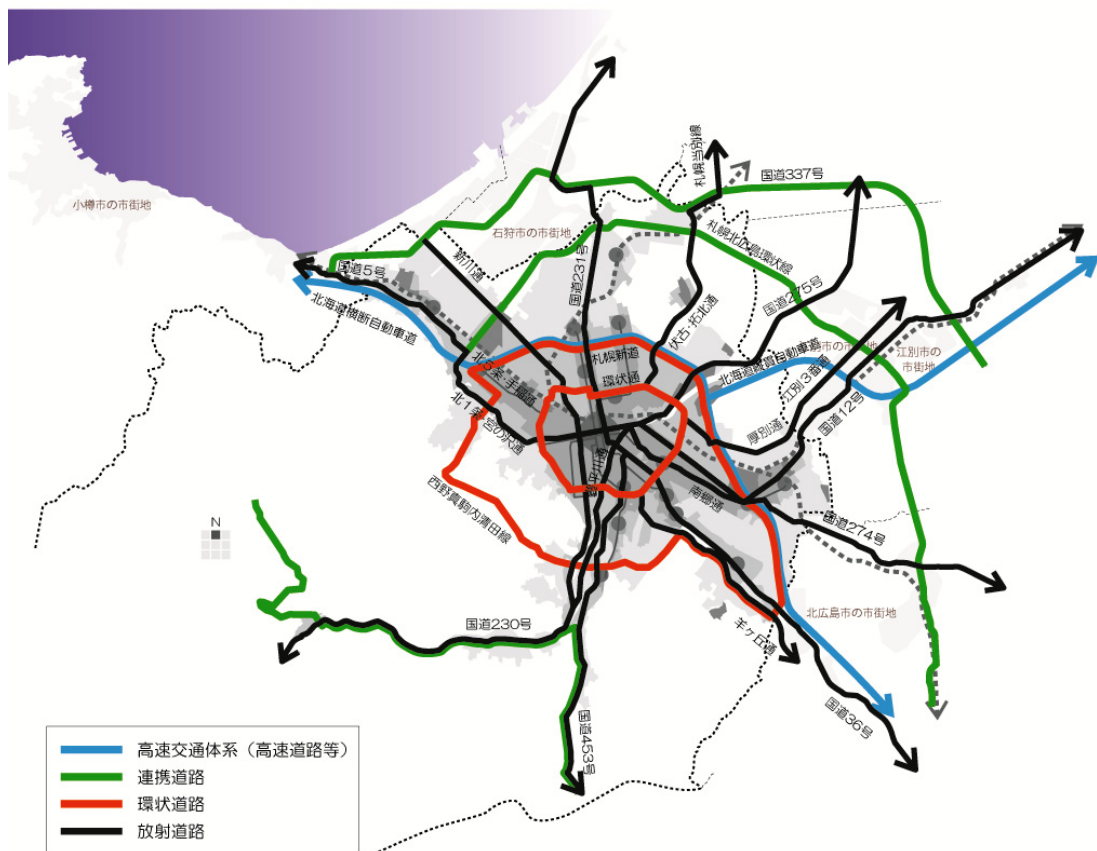 札幌当別線
国道337号
小樽市の市街地
石狩市の市街地
国道231号
札幌北広島環状線
新川通
国道5号
国道275号
伏古・拓北通
北海道横断自動車道
札幌新道
環状通
北海道縦貫自動車道
江別3番通
市の市街地
江別市の
市街地
国道12号
北5条・手稲通
北1条・宮の沢通
厚別通
平川通
西野真駒内清田線
南郷通
国道274号
N
北広島市の市街地
国道230号
羊ヶ丘通
国道36号
国道453号
高速交通体系（高速道路等）
連携道路
環状道路
放射道路